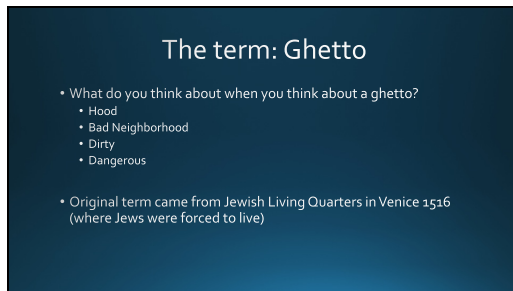 The term: Ghetto
• What do you think about when you think about a ghetto?
• Hood
• Bad Neighborhood
• Dirty
• Dangerous
• Original term came from Jewish Living Quarters in Venice 1516
(where Jews were forced to live)